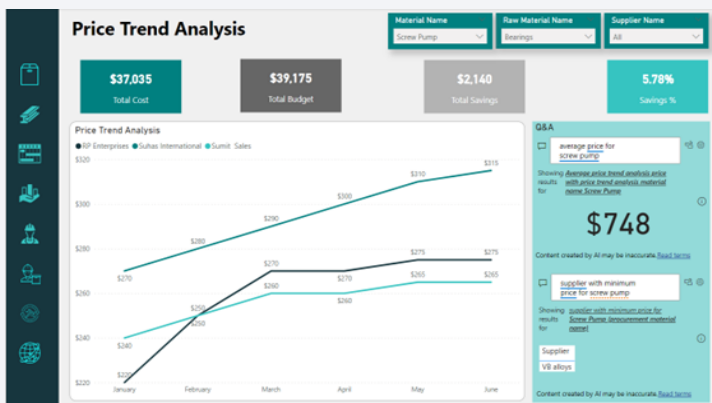 Price Trend Analysis
Material Name
Screw Pump
Raw Material Name
Bearings
Supplier Name
All
$37,035
Total Cost
$39,175
Total Budget
$2,140
Total Savings
5.78%
Savings %
Price Trend Analysis
RP Enterprises Suhas International Sumit Sales
$320
$300
$280
$260
$240
$220
$270
$280
$290
$300
$310
$315
$220
$250
$270
$270
$275
$275
$240
$250
$260
$260
$265
$265
January February March April May June
Q&A
average price for
screw pump
Showing Average price trend analysis price
results with price trend analysis material
for name Screw Pump
$748
Content created by AI may be inaccurate. Read terms
supplier with minimum
price for screw pump
Showing supplier with minimum price for
results Screw Pump (procurement material
for name)
Supplier
VB alloys
Content created by AI may be inaccurate. Read terms